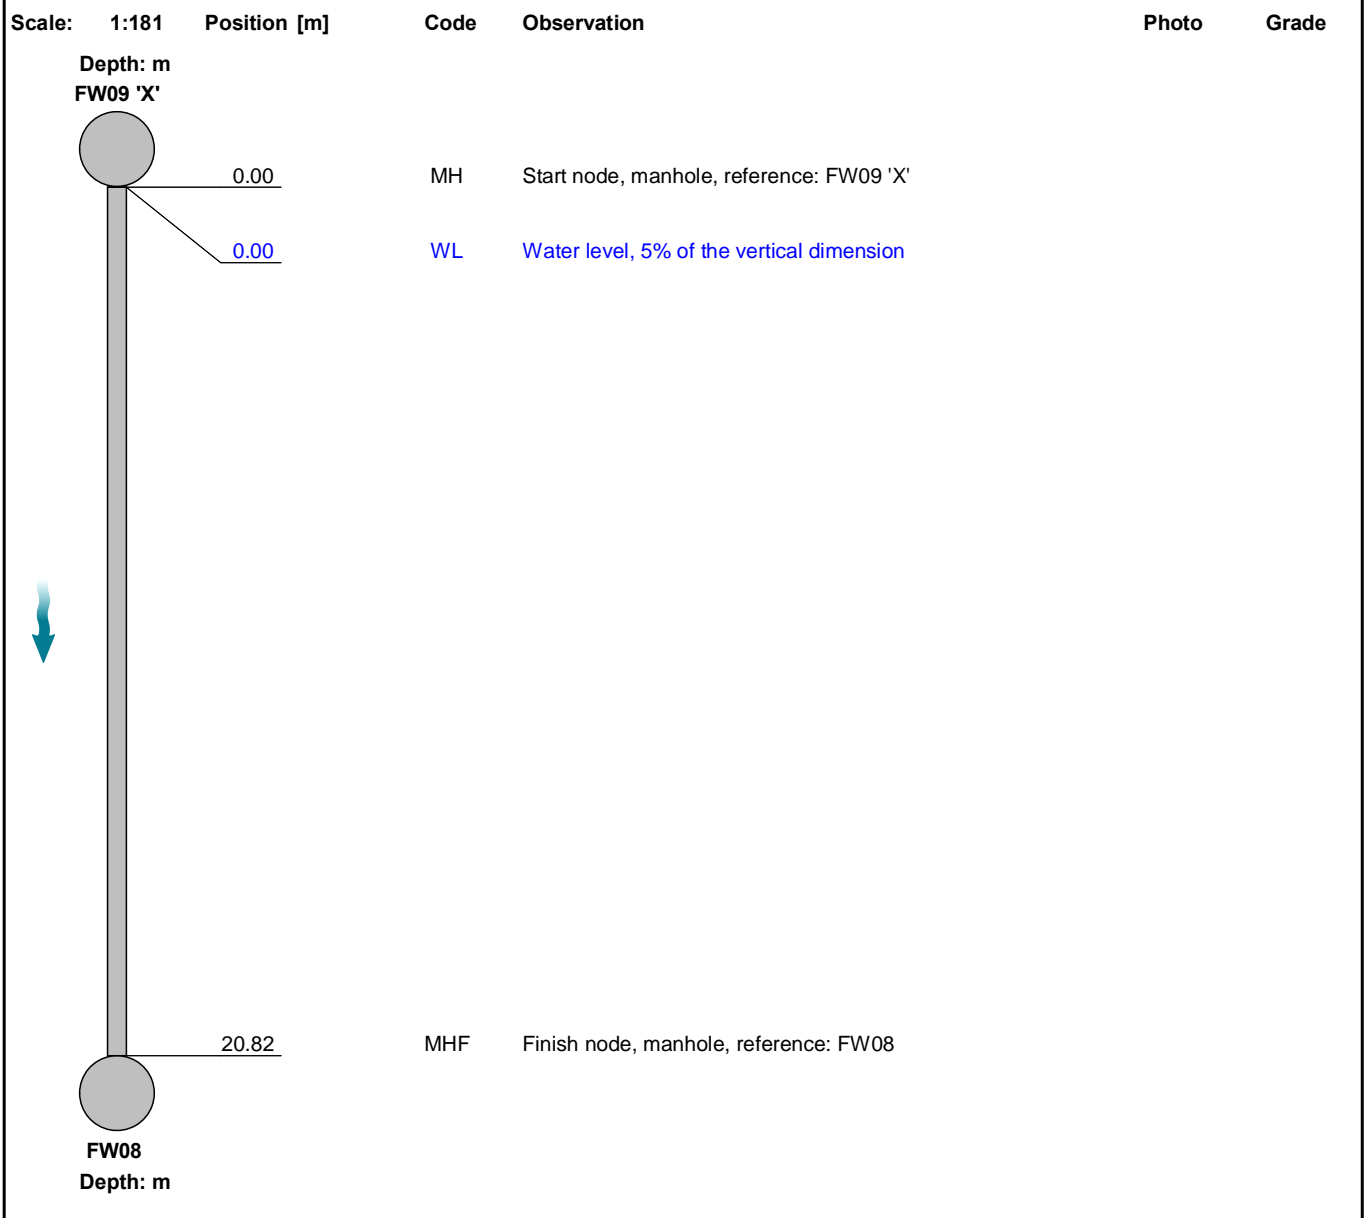 Scale: 1:181 Position [m] Code Observation Photo Grade
Depth: m
FW09 'X'
0.00 MH Start node, manhole, reference: FW09 'X'
0.00 WL Water level, 5% of the vertical dimension
20.82 MHF Finish node, manhole, reference: FW08
FW08
Depth: m